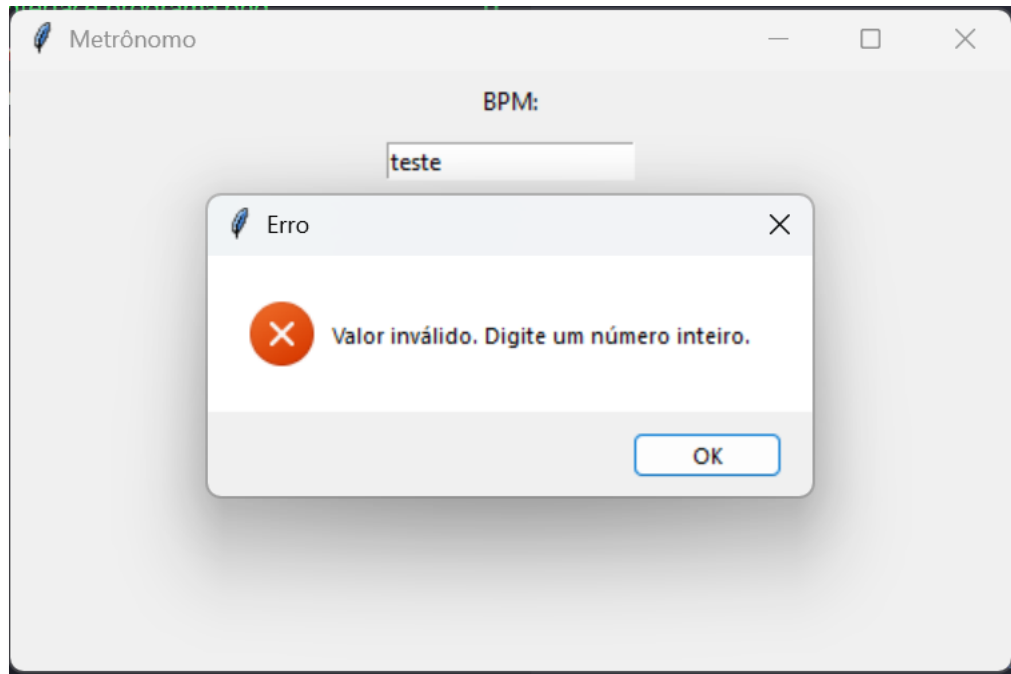 Metrônomo
BPM:
teste
Erro
Valor inválido. Digite um número inteiro.
OK